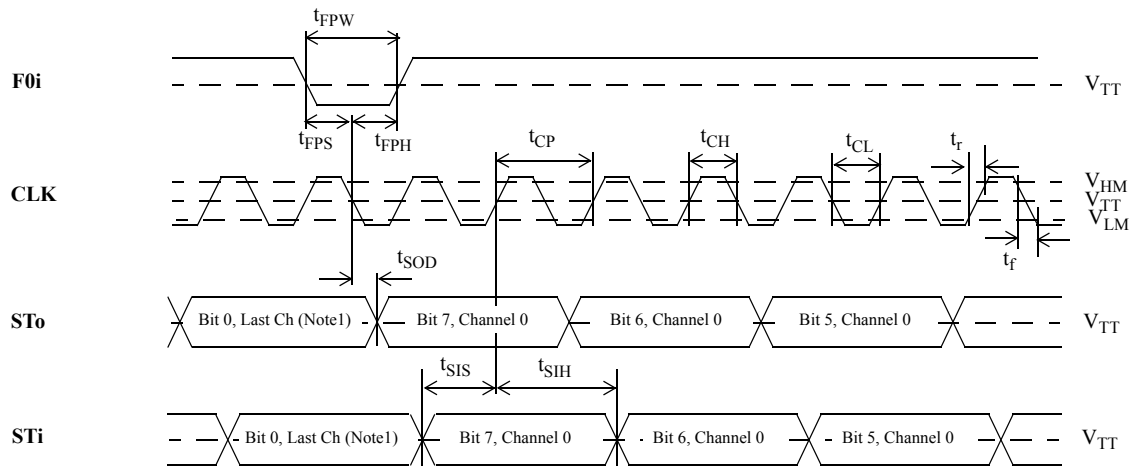 tFPW
F0i
VTT
tFPS tFPH tCP tCH tCL tr
CLK
VHM
VTT
VLM
tSOD tf
STo Bit 0, Last Ch (Note1) Bit 7, Channel 0 Bit 6, Channel 0 Bit 5, Channel 0 VTT
tSIS tSIH
STi Bit 0, Last Ch (Note1) Bit 7, Channel 0 Bit 6, Channel 0 Bit 5, Channel 0 VTT